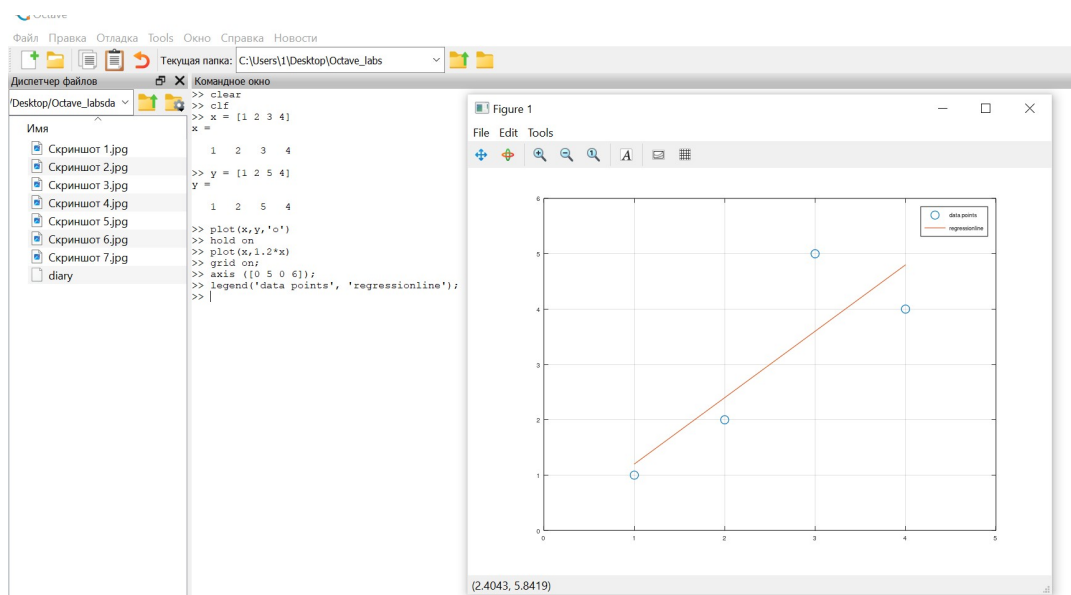 Octave
Файл Правка Отладка Tools Окно Справка Новости
Текущая папка: C:\Users\1\Desktop\Octave_labs
Диспетчер файлов
/Desktop/Octave_labsda
Имя
Скриншот 1.jpg
Скриншот 2.jpg
Скриншот 3.jpg
Скриншот 4.jpg
Скриншот 5.jpg
Скриншот 6.jpg
Скриншот 7.jpg
diary
Командное окно
>> clear
>> clf
>> x = [1 2 3 4]
x =
1 2 3 4
>> y = [1 2 5 4]
y =
1 2 5 4
>> plot(x,y,'o')
>> hold on
>> plot(x,1.2*x)
>> grid on;
>> axis ([0 5 0 6]);
>> legend('data points', 'regressionline');
>>
Figure 1
File Edit Tools
A
data points
regressionline
6
5
4
3
2
1
0
0 1 2 3 4 5
(2.4043, 5.8419)